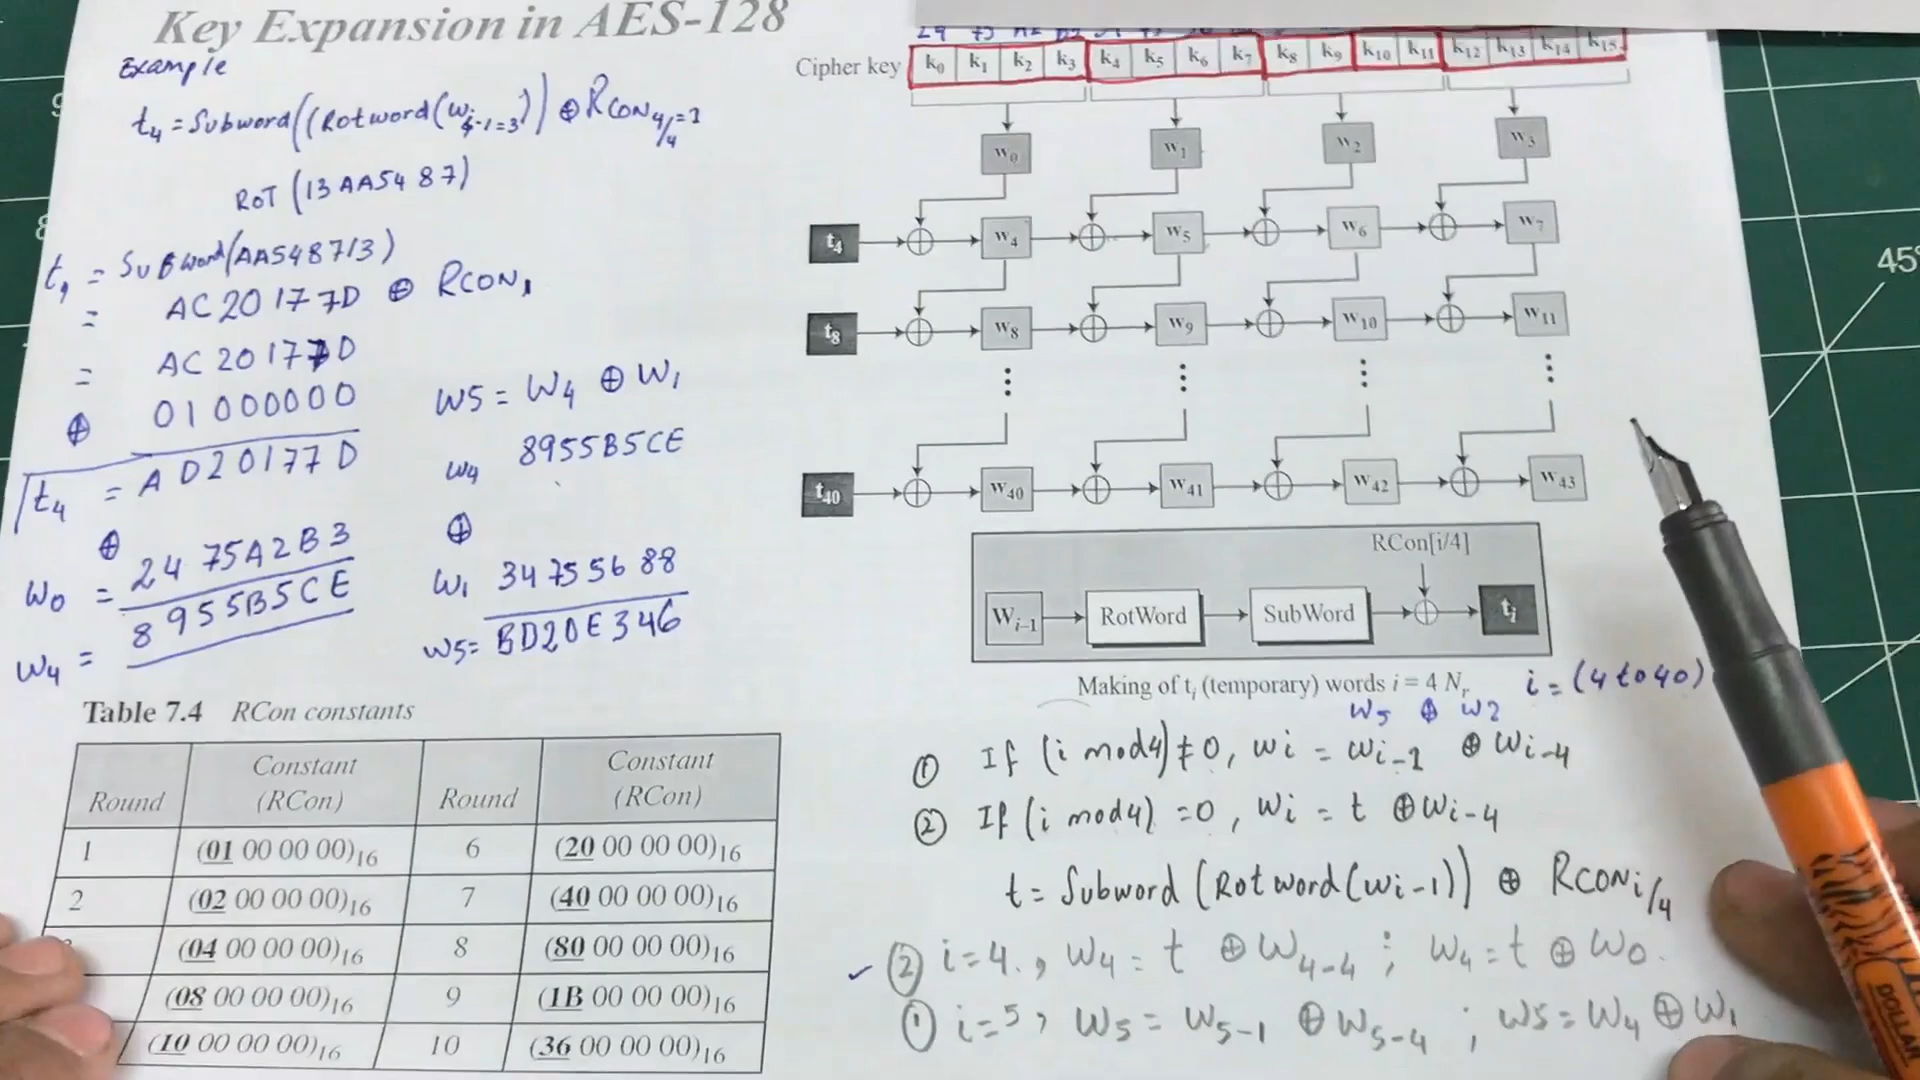 Key Expansion in AES-128
Example
t4 = Subword((Rotword(wi-1=3)) ⊕ RCON4/4=1
ROT (13AA5487)
t, = SUBword(AA548713)
= AC20177D ⊕ RCON1
= AC20177D
⊕ 01000000
t4 = AD20177D
⊕
W0 = 2475A2B3
W4 = 8955B5CE
W5 = W4 ⊕ W1
W4 8955B5CE
⊕
W1 34755688
W5= BD20E346
Table 7.4 RCon constants
Round Constant (RCon) Round Constant (RCon)
1 (01 00 00 00)16 6 (20 00 00 00)16
2 (02 00 00 00)16 7 (40 00 00 00)16
(04 00 00 00)16 8 (80 00 00 00)16
(08 00 00 00)16 9 (1B 00 00 00)16
(10 00 00 00)16 10 (36 00 00 00)16
24 75
Cipher key k0 k1 k2 k3 k4 k5 k6 k7 k8 k9 k10 k11 k12 k13 k14 k15
w0 w1 w2 w3
t4 w4 w5 w6 w7
t8 w8 w9 w10 w11
t40 w40 w41 w42 w43
RCon[i/4]
Wi−1 RotWord SubWord ti
Making of ti (temporary) words i = 4 Nr
i = (4 to 40)
W5 ⊕ W2
① If (i mod4) ≠ 0, wi = wi-1 ⊕ wi-4
② If (i mod4) = 0, wi = t ⊕ wi-4
t = Subword (Rotword(wi-1)) ⊕ RCONi/4
② i=4, W4 = t ⊕ W4-4 ; W4 = t ⊕ W0.
① i=5, W5 = W5-1 ⊕ W5-4 ; W5 = W4 ⊕ W1
45°
DOLLAR